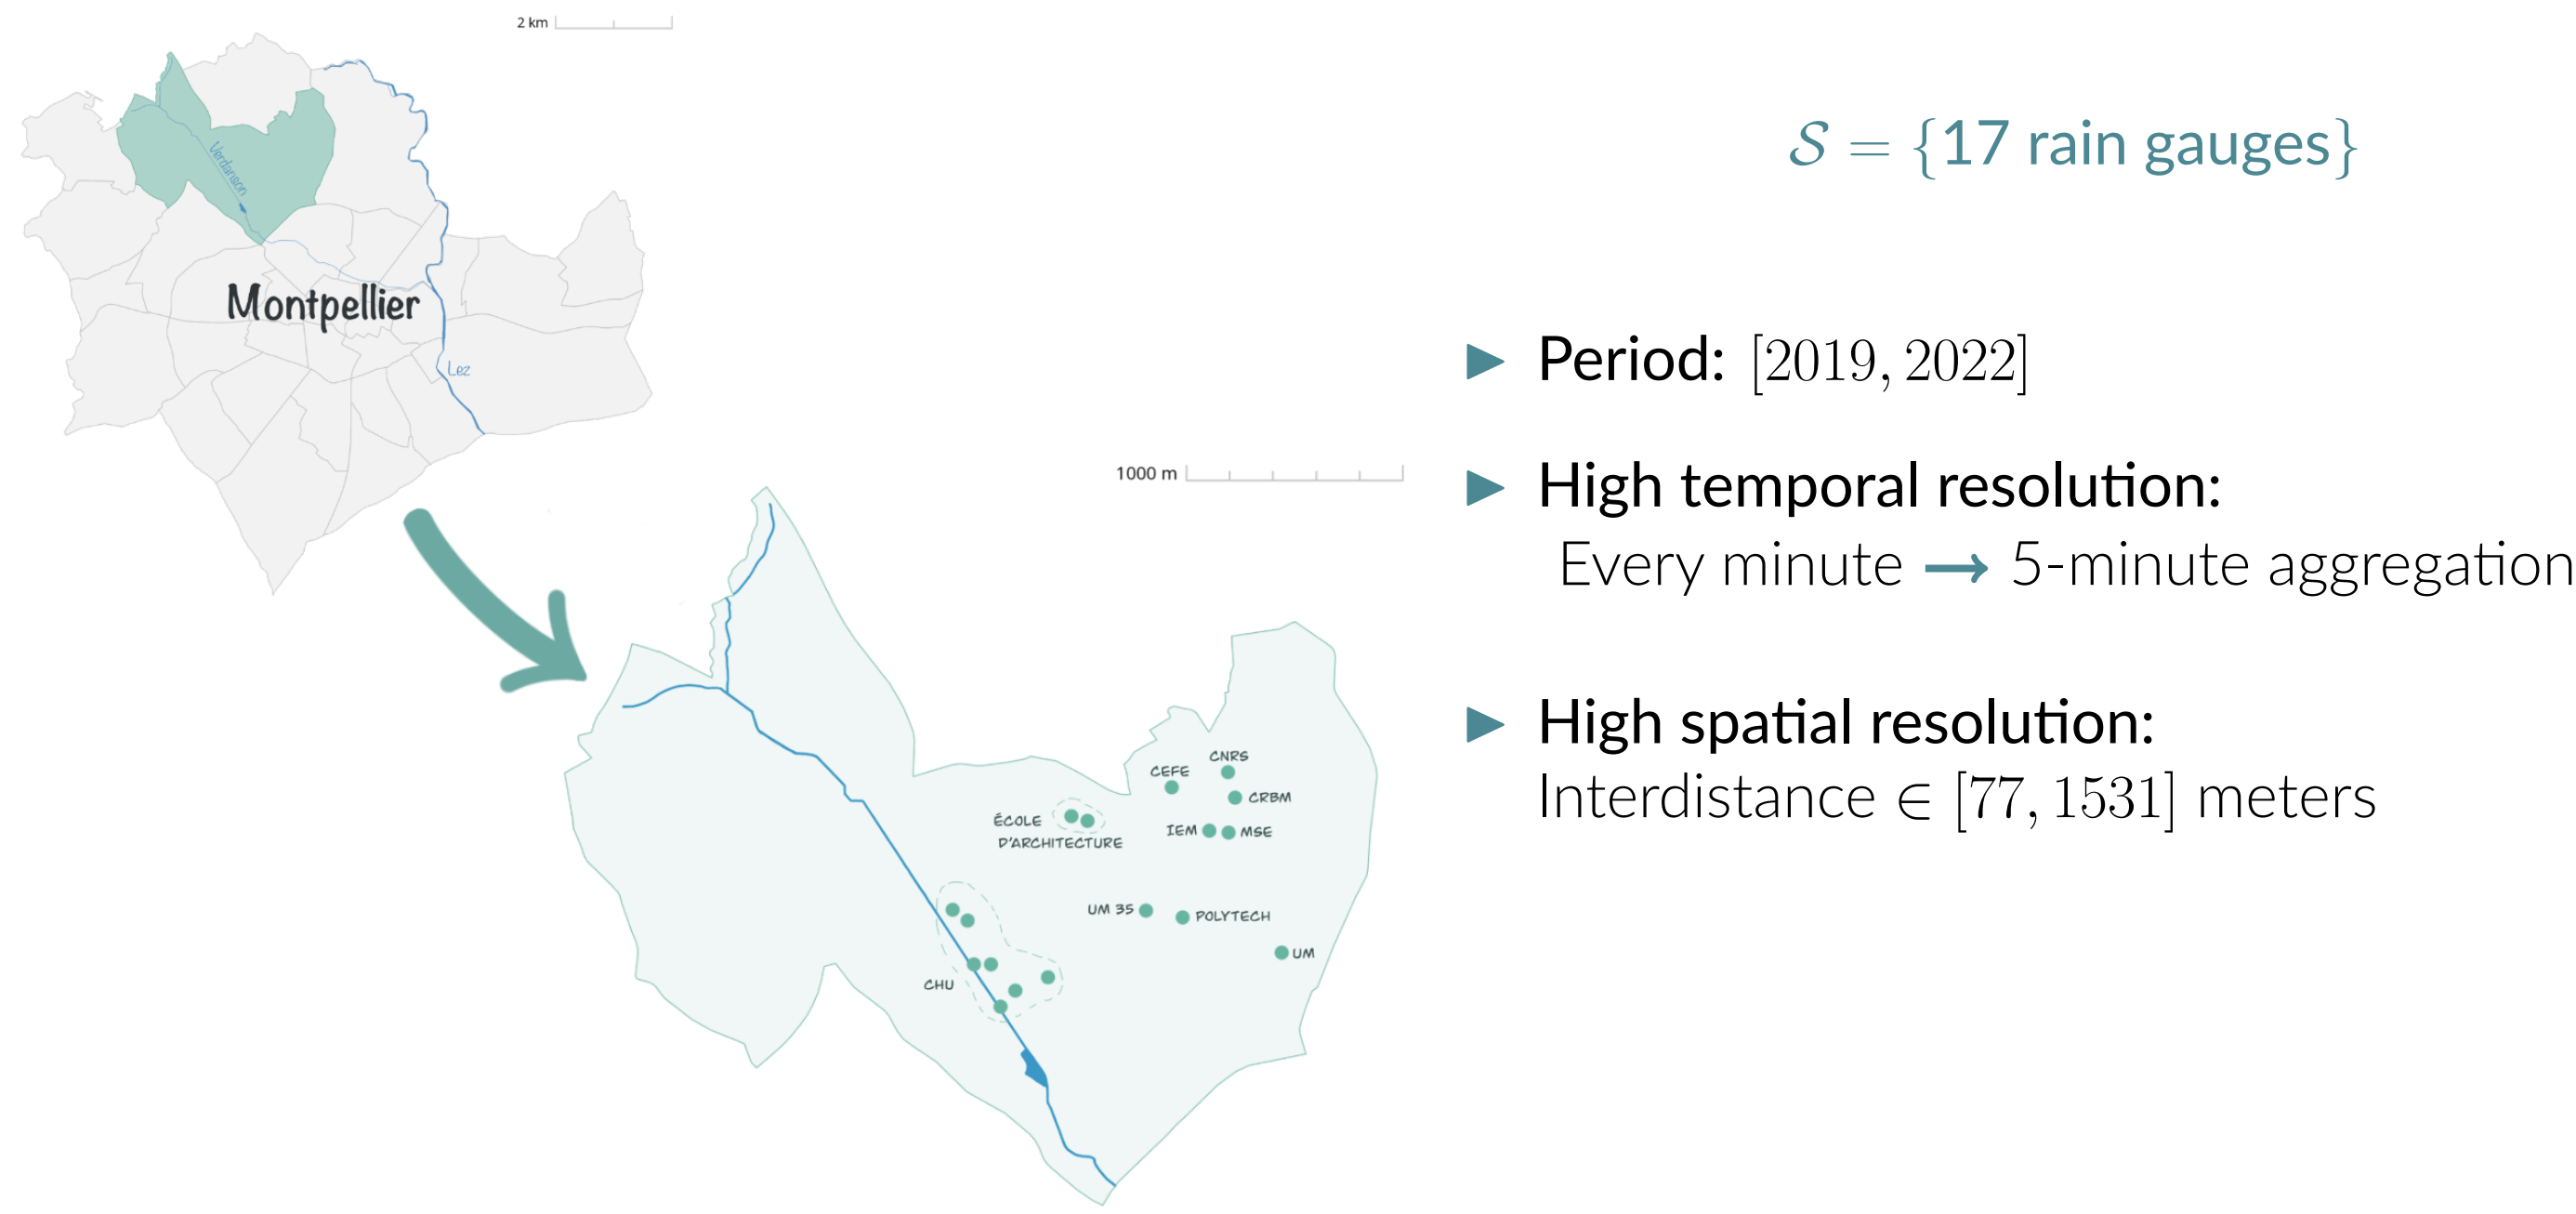 2 km
Verdanson
Montpellier
Lez
1000 m
CNRS
CEFE
CRBM
ÉCOLE
D'ARCHITECTURE
IEM
MSE
UM 35
POLYTECH
UM
CHU
𝒮 = {17 rain gauges}
► Period: [2019, 2022]
► High temporal resolution:
Every minute → 5-minute aggregation
► High spatial resolution:
Interdistance ∈ [77, 1531] meters